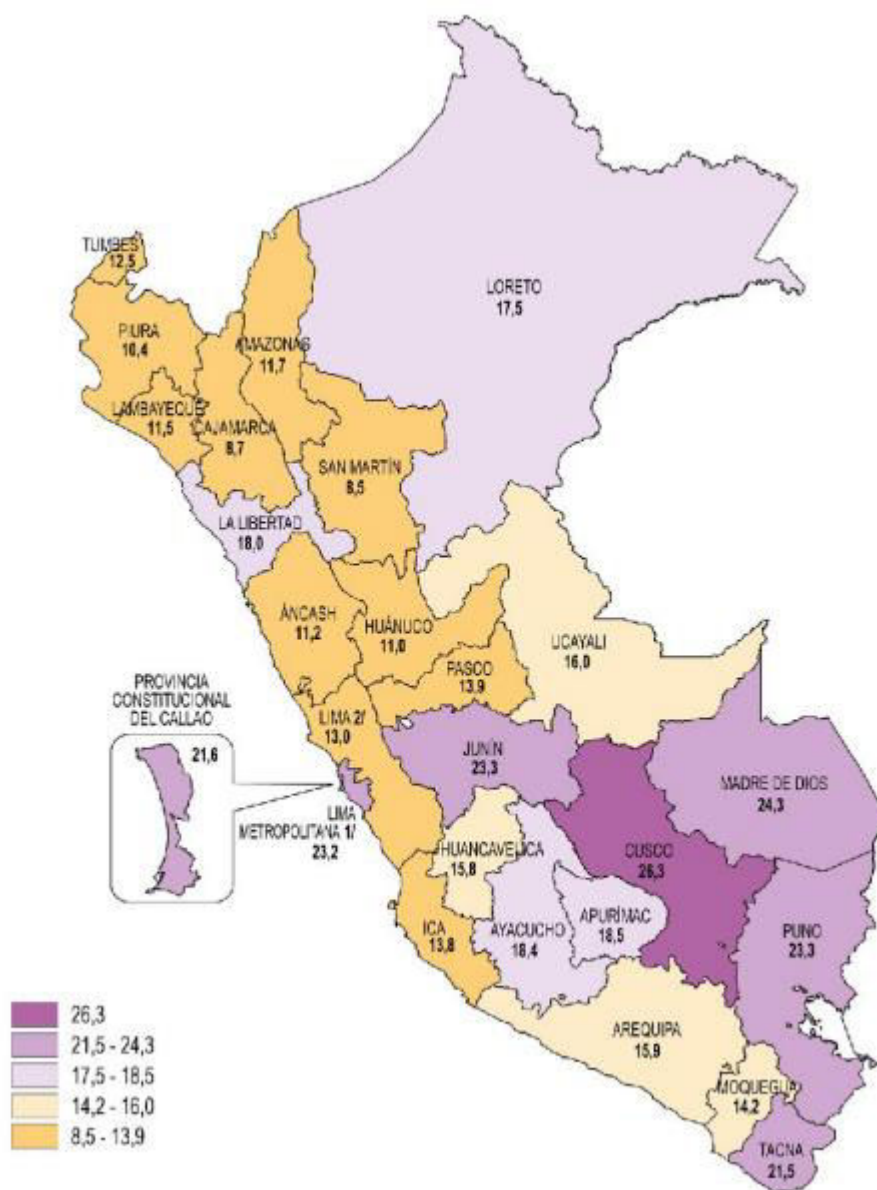 TUMBES
12,5
LORETO
17,5
PIURA
10,4
AMAZONAS
11,7
LAMBAYEQUE
11,5
CAJAMARCA
8,7
SAN MARTÍN
8,5
LA LIBERTAD
18,0
ÁNCASH
11,2
HUÁNUCO
11,0
UCAYALI
16,0
PASCO
13,9
PROVINCIA
CONSTITUCIONAL
DEL CALLAO
21,6
LIMA 2/
13,0
JUNÍN
23,3
MADRE DE DIOS
24,3
LIMA
METROPOLITANA 1/
23,2
HUANCAVELICA
15,8
CUSCO
26,3
ICA
13,8
AYACUCHO
18,4
APURÍMAC
18,5
PUNO
23,3
AREQUIPA
15,9
MOQUEGUA
14,2
TACNA
21,5
26,3
21,5 - 24,3
17,5 - 18,5
14,2 - 16,0
8,5 - 13,9